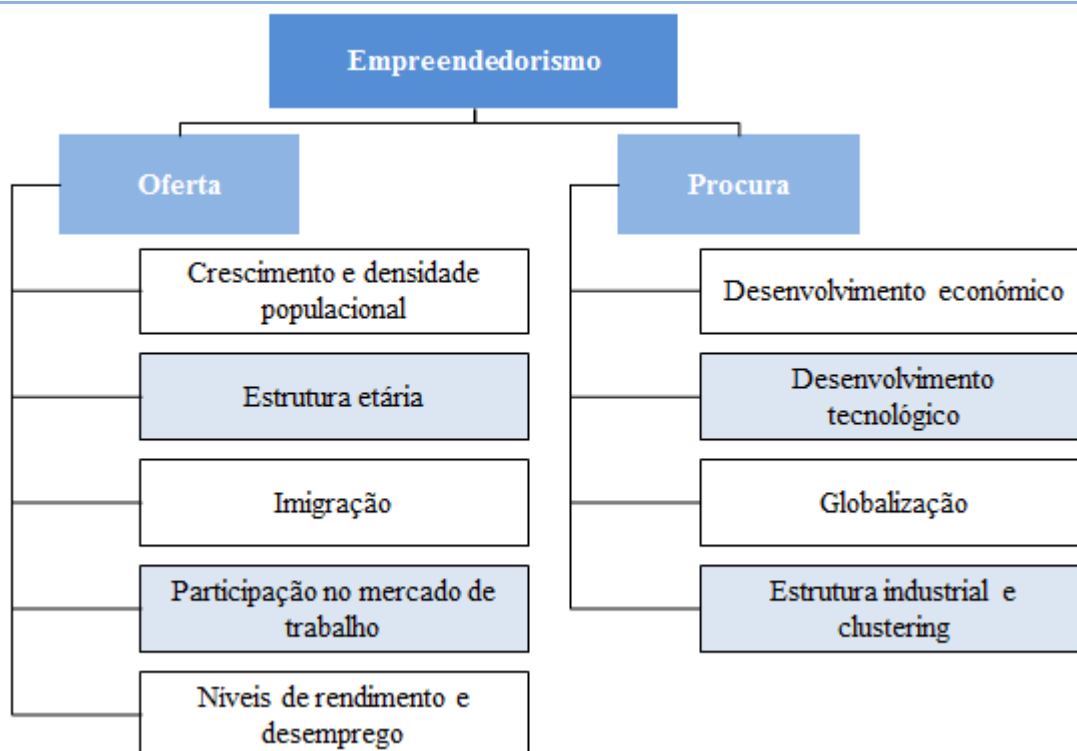 Empreendedorismo
Oferta
Crescimento e densidade
populacional
Estrutura etária
Imigração
Participação no mercado de
trabalho
Níveis de rendimento e
desemprego
Procura
Desenvolvimento económico
Desenvolvimento
tecnológico
Globalização
Estrutura industrial e
clustering